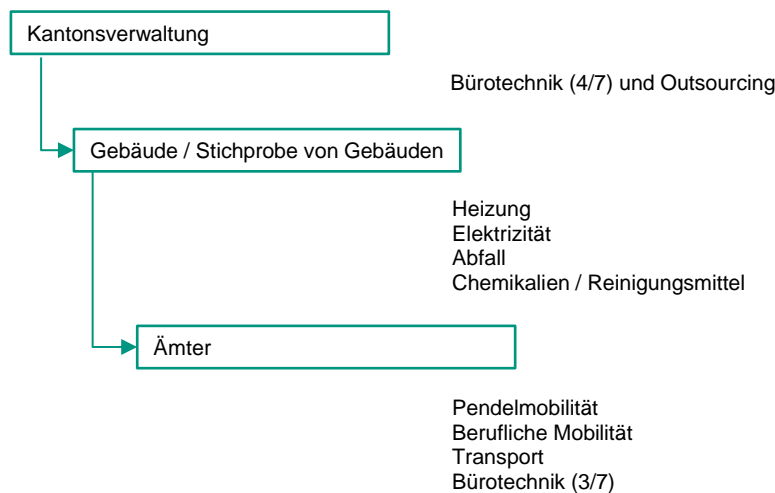 Kantonsverwaltung
Bürotechnik (4/7) und Outsourcing
Gebäude / Stichprobe von Gebäuden
Heizung
Elektrizität
Abfall
Chemikalien / Reinigungsmittel
Ämter
Pendelmobilität
Berufliche Mobilität
Transport
Bürotechnik (3/7)